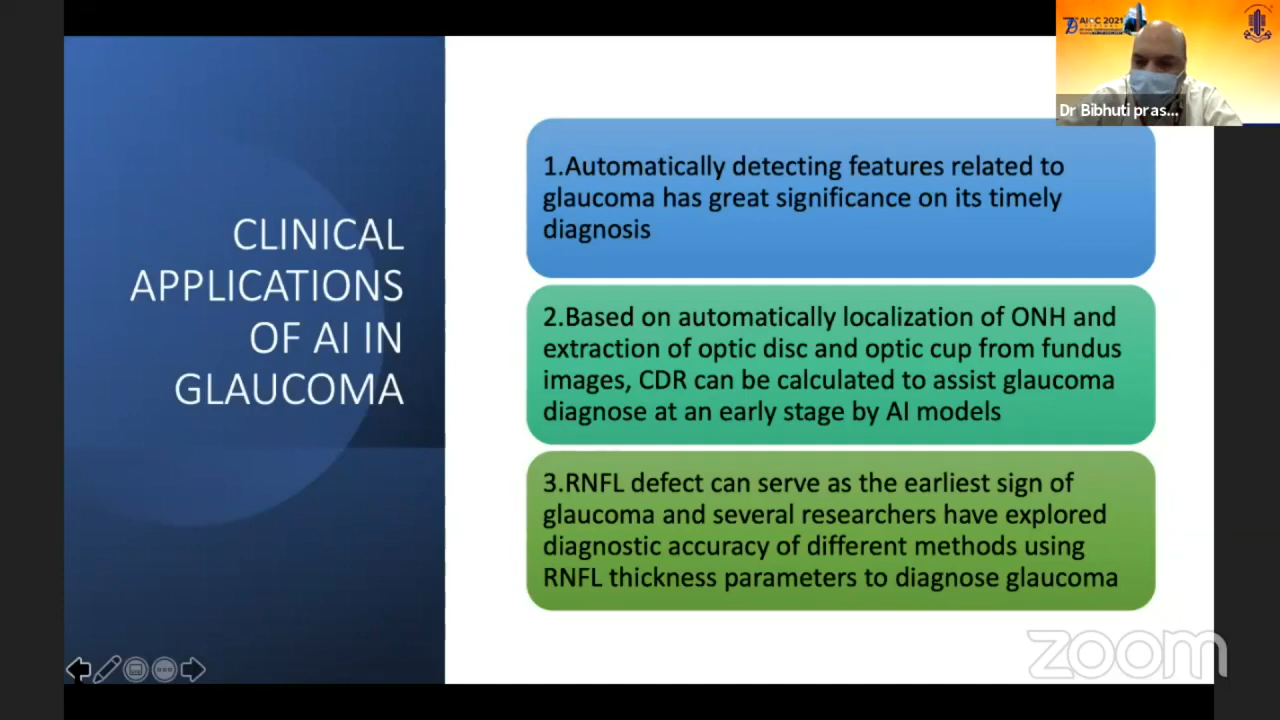 AIOC 2021
Dr Bibhuti pras...
CLINICAL
APPLICATIONS
OF AI IN
GLAUCOMA
1.Automatically detecting features related to
glaucoma has great significance on its timely
diagnosis
2.Based on automatically localization of ONH and
extraction of optic disc and optic cup from fundus
images, CDR can be calculated to assist glaucoma
diagnose at an early stage by AI models
3.RNFL defect can serve as the earliest sign of
glaucoma and several researchers have explored
diagnostic accuracy of different methods using
RNFL thickness parameters to diagnose glaucoma
zoom